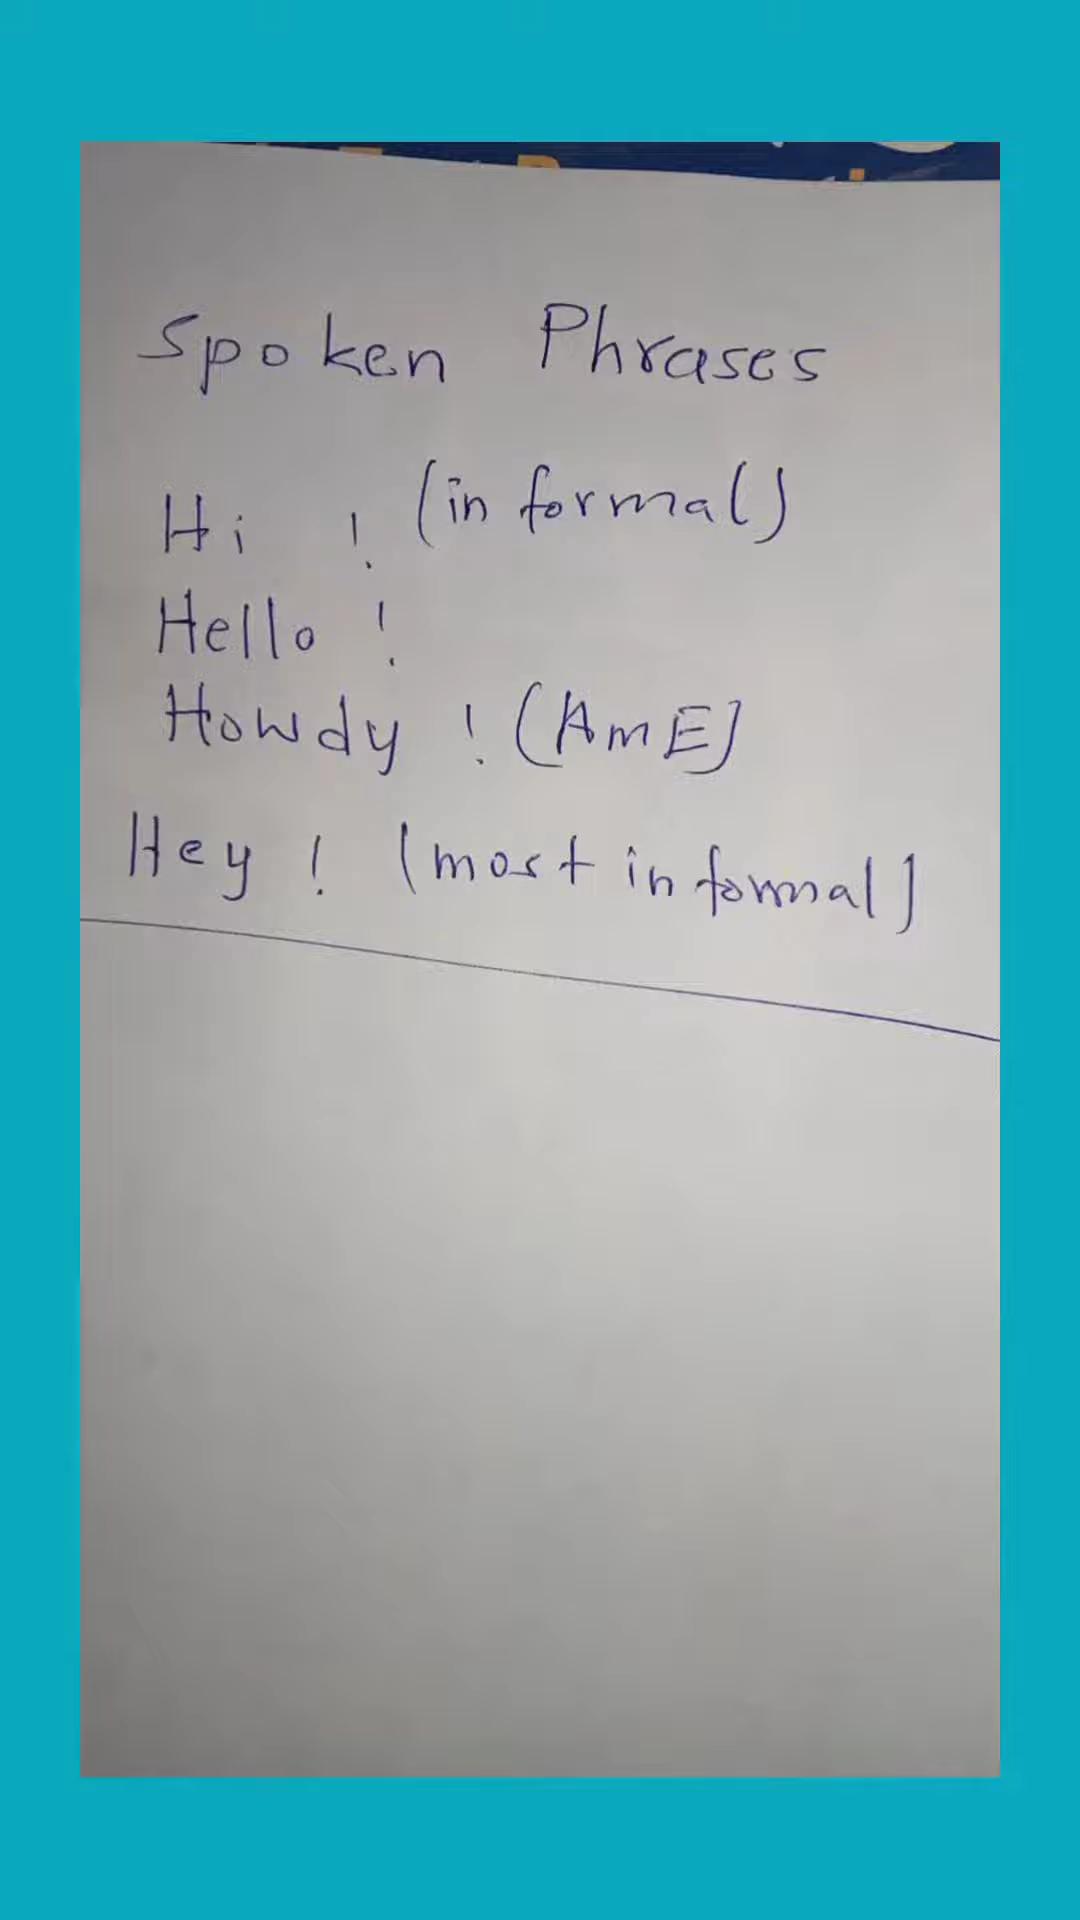 Spoken Phrases
Hi ! (informal)
Hello !
Howdy ! (AmE)
Hey ! (most informal)